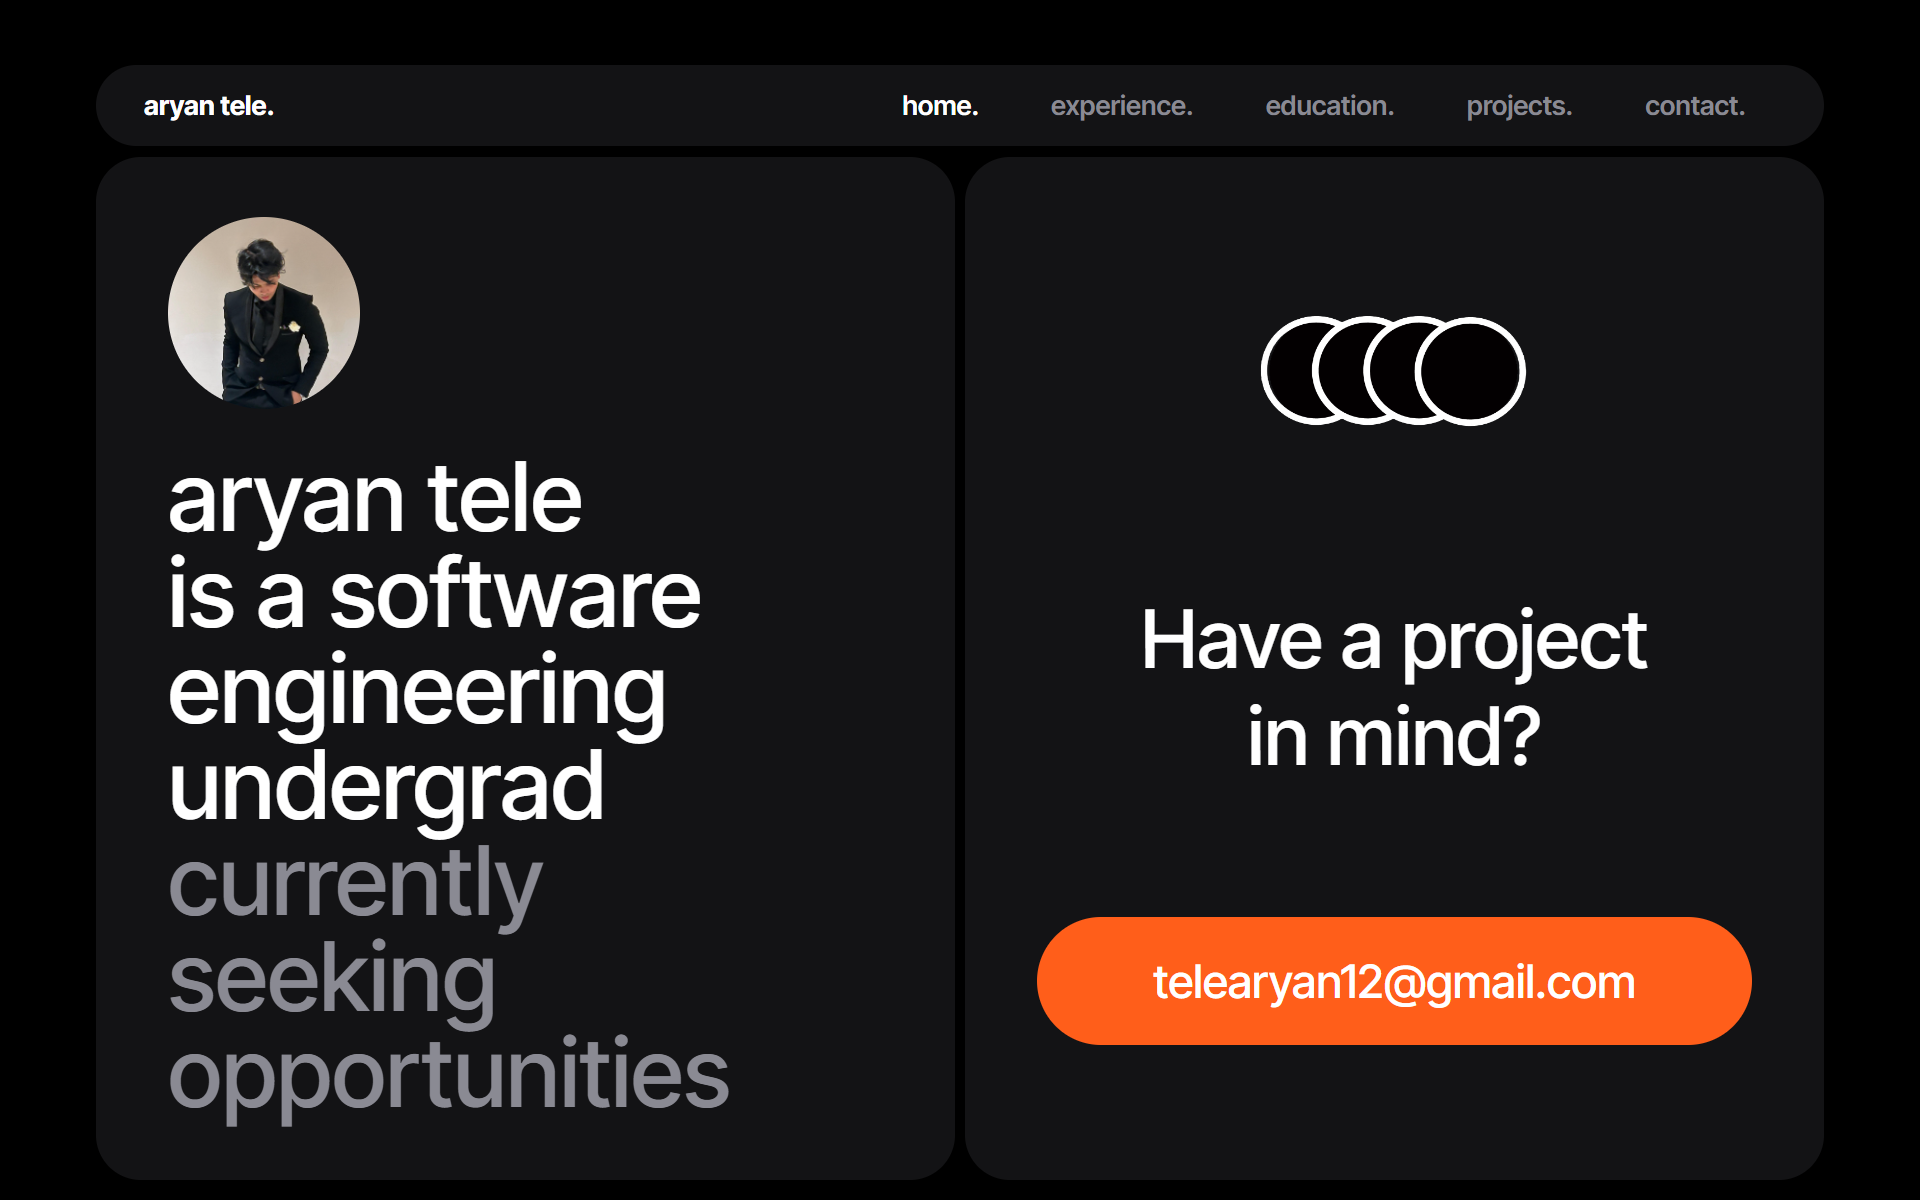 aryan tele.
home. experience. education. projects. contact.
aryan tele
is a software
engineering
undergrad
currently
seeking
opportunities
Have a project
in mind?
telearyan12@gmail.com